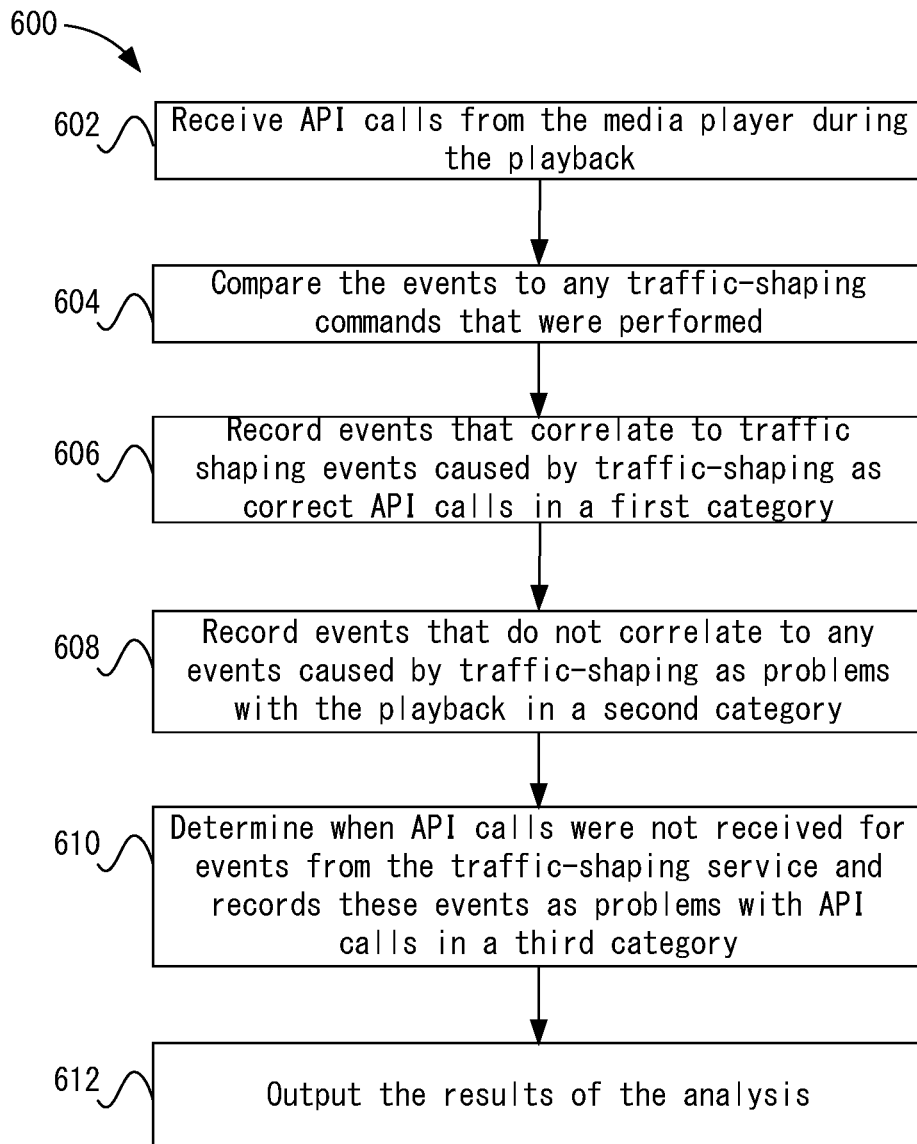 600
602
Receive API calls from the media player during
the playback
604
Compare the events to any traffic-shaping
commands that were performed
606
Record events that correlate to traffic
shaping events caused by traffic-shaping as
correct API calls in a first category
608
Record events that do not correlate to any
events caused by traffic-shaping as problems
with the playback in a second category
610
Determine when API calls were not received for
events from the traffic-shaping service and
records these events as problems with API
calls in a third category
612
Output the results of the analysis